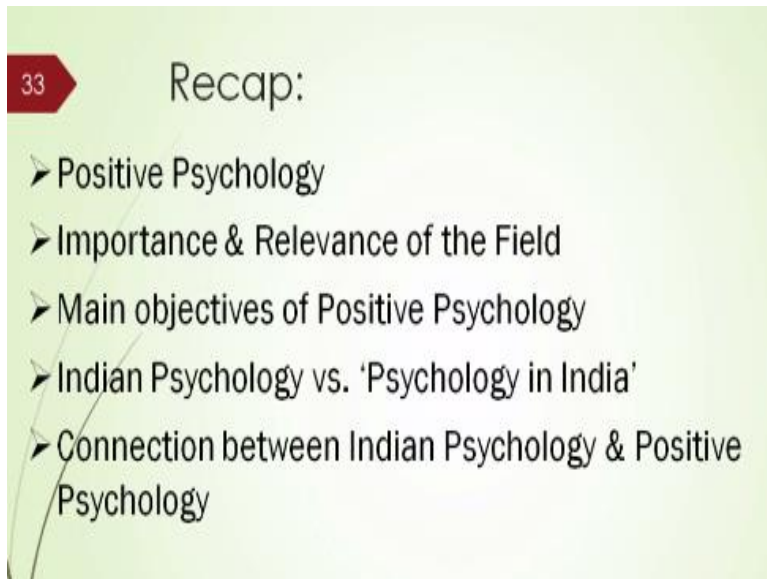 33
Recap:
➢Positive Psychology
➢Importance & Relevance of the Field
➢Main objectives of Positive Psychology
➢Indian Psychology vs. ‘Psychology in India’
➢Connection between Indian Psychology & Positive
Psychology